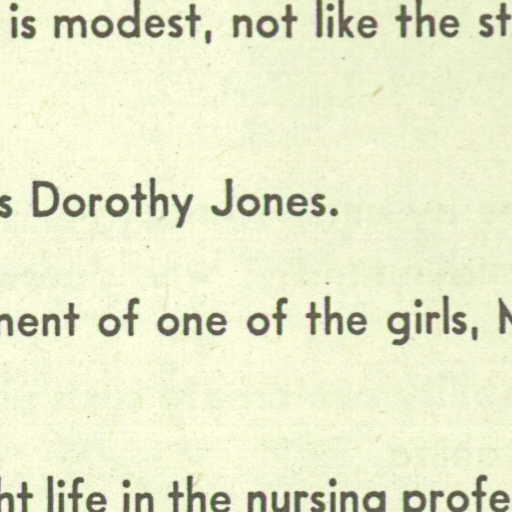 is modest, not like the st
s Dorothy Jones.
ment of one of the girls,
ht life in the nursing profe